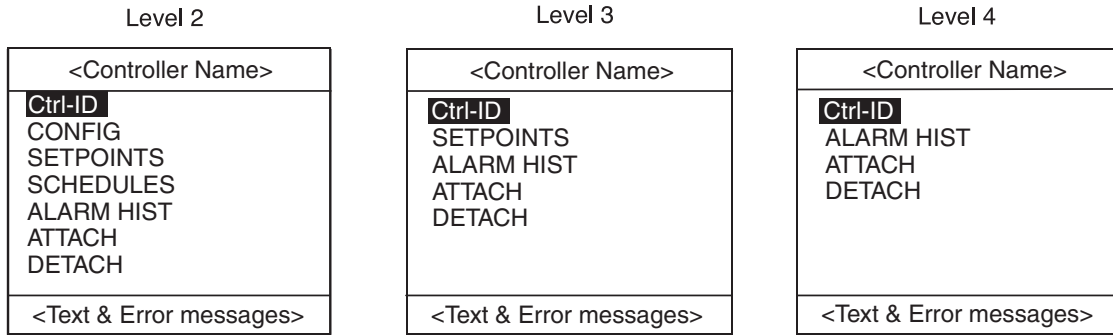 Level 2
<Controller Name>
Ctrl-ID
CONFIG
SETPOINTS
SCHEDULES
ALARM HIST
ATTACH
DETACH
<Text & Error messages>
Level 3
<Controller Name>
Ctrl-ID
SETPOINTS
ALARM HIST
ATTACH
DETACH
<Text & Error messages>
Level 4
<Controller Name>
Ctrl-ID
ALARM HIST
ATTACH
DETACH
<Text & Error messages>